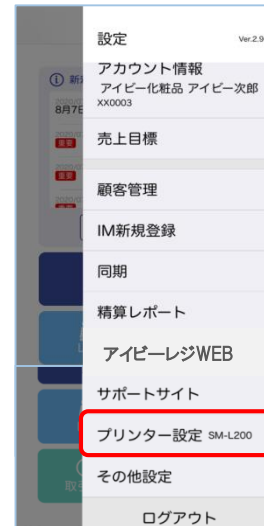 設定 Ver.2.9
アカウント情報
アイビー化粧品 アイビー次郎
XX0003
売上目標
顧客管理
IM新規登録
同期
精算レポート
アイビーレジWEB
サポートサイト
プリンター設定 SM-L200
その他設定
ログアウト
8月7日
重要
重要